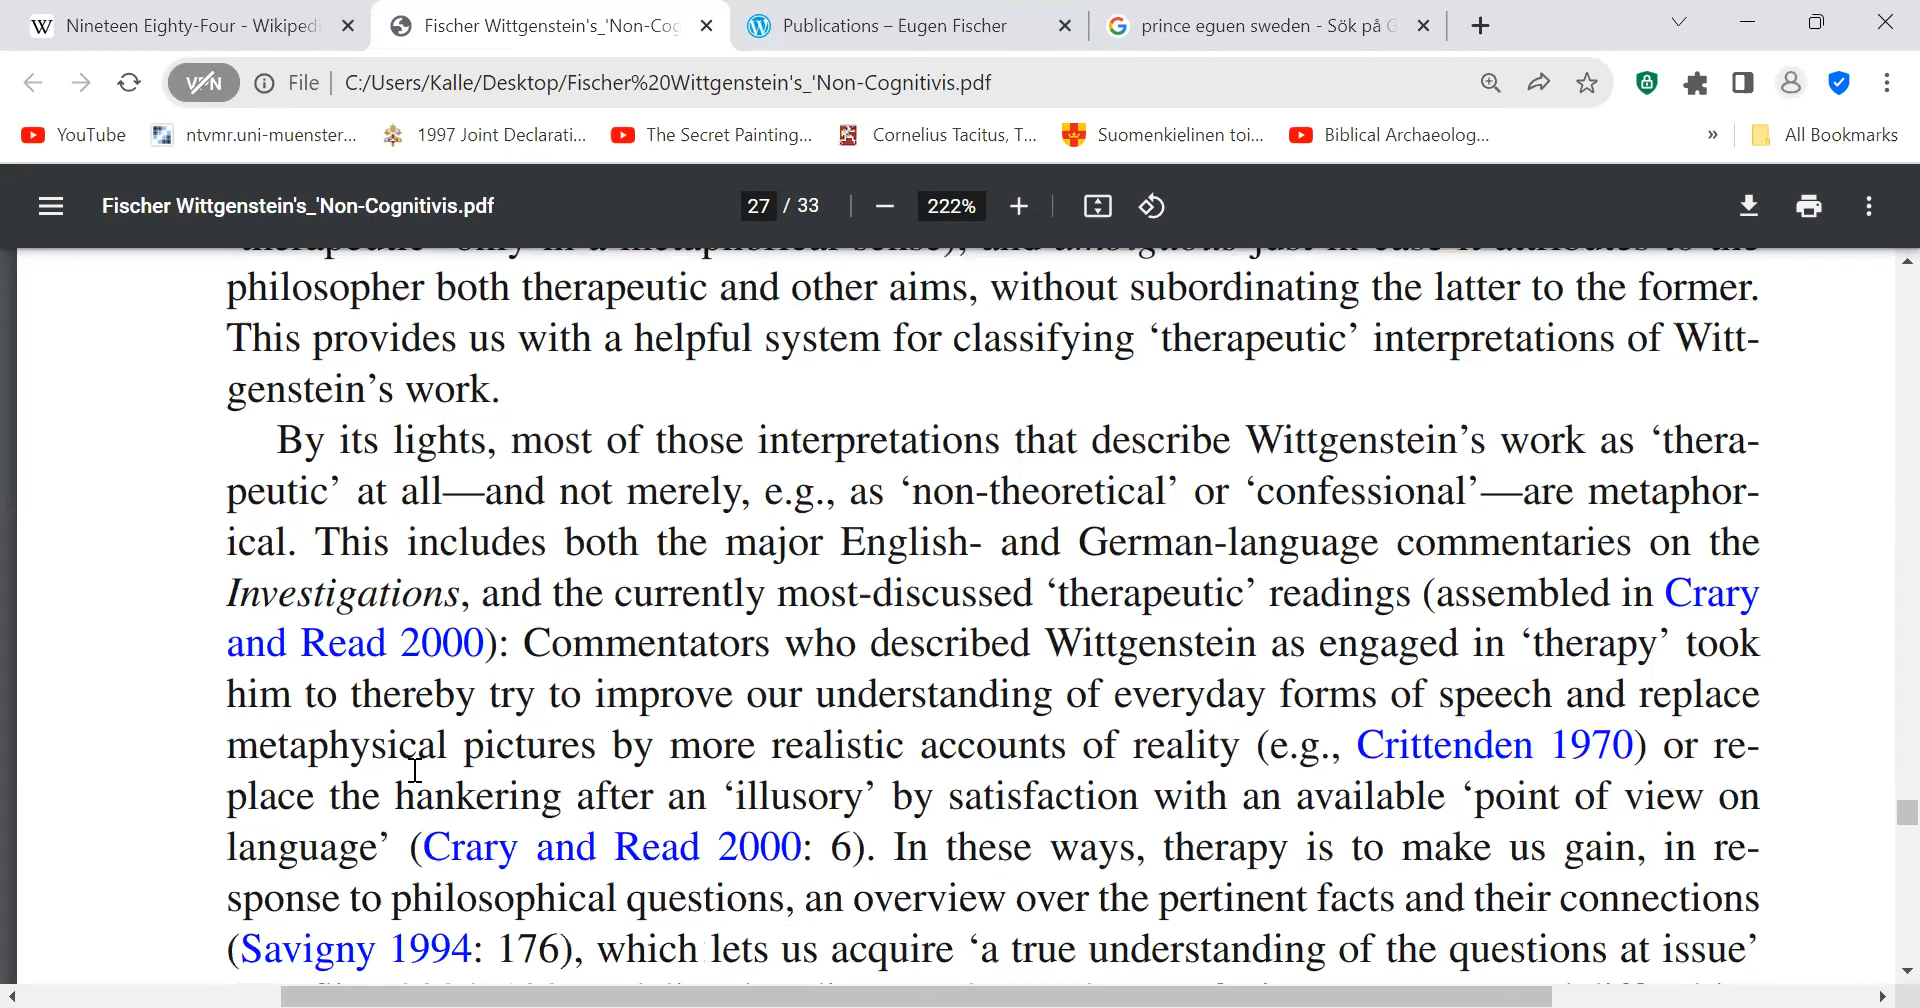 Nineteen Eighty-Four - Wikipedi
Fischer Wittgenstein's_'Non-Cog
Publications – Eugen Fischer
prince eguen sweden - Sök på G
VPN
File
C:/Users/Kalle/Desktop/Fischer%20Wittgenstein's_'Non-Cognitivis.pdf
YouTube
ntvmr.uni-muenster...
1997 Joint Declarati...
The Secret Painting...
Cornelius Tacitus, T...
Suomenkielinen toi...
Biblical Archaeolog...
»
All Bookmarks
Fischer Wittgenstein's_'Non-Cognitivis.pdf
27 / 33
222%
philosopher both therapeutic and other aims, without subordinating the latter to the former.
This provides us with a helpful system for classifying ‘therapeutic’ interpretations of Witt-
genstein’s work.
By its lights, most of those interpretations that describe Wittgenstein’s work as ‘thera-
peutic’ at all—and not merely, e.g., as ‘non-theoretical’ or ‘confessional’—are metaphor-
ical. This includes both the major English- and German-language commentaries on the
Investigations, and the currently most-discussed ‘therapeutic’ readings (assembled in Crary
and Read 2000): Commentators who described Wittgenstein as engaged in ‘therapy’ took
him to thereby try to improve our understanding of everyday forms of speech and replace
metaphysical pictures by more realistic accounts of reality (e.g., Crittenden 1970) or re-
place the hankering after an ‘illusory’ by satisfaction with an available ‘point of view on
language’ (Crary and Read 2000: 6). In these ways, therapy is to make us gain, in re-
sponse to philosophical questions, an overview over the pertinent facts and their connections
(Savigny 1994: 176), which lets us acquire ‘a true understanding of the questions at issue’